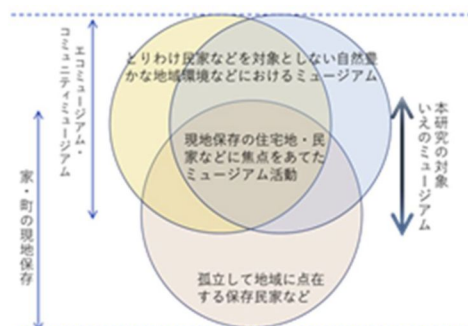 とりわけ民家などを対象としない自然豊
かな地域環境などにおけるミュージアム
現地保存の住宅地・民
家などに焦点をあてた
ミュージアム活動
孤立して地域に点在
する保存民家など
エコミュージアム・
コミュニティミュージアム
家・町の現地保存
本研究の対象
いえのミュージアム